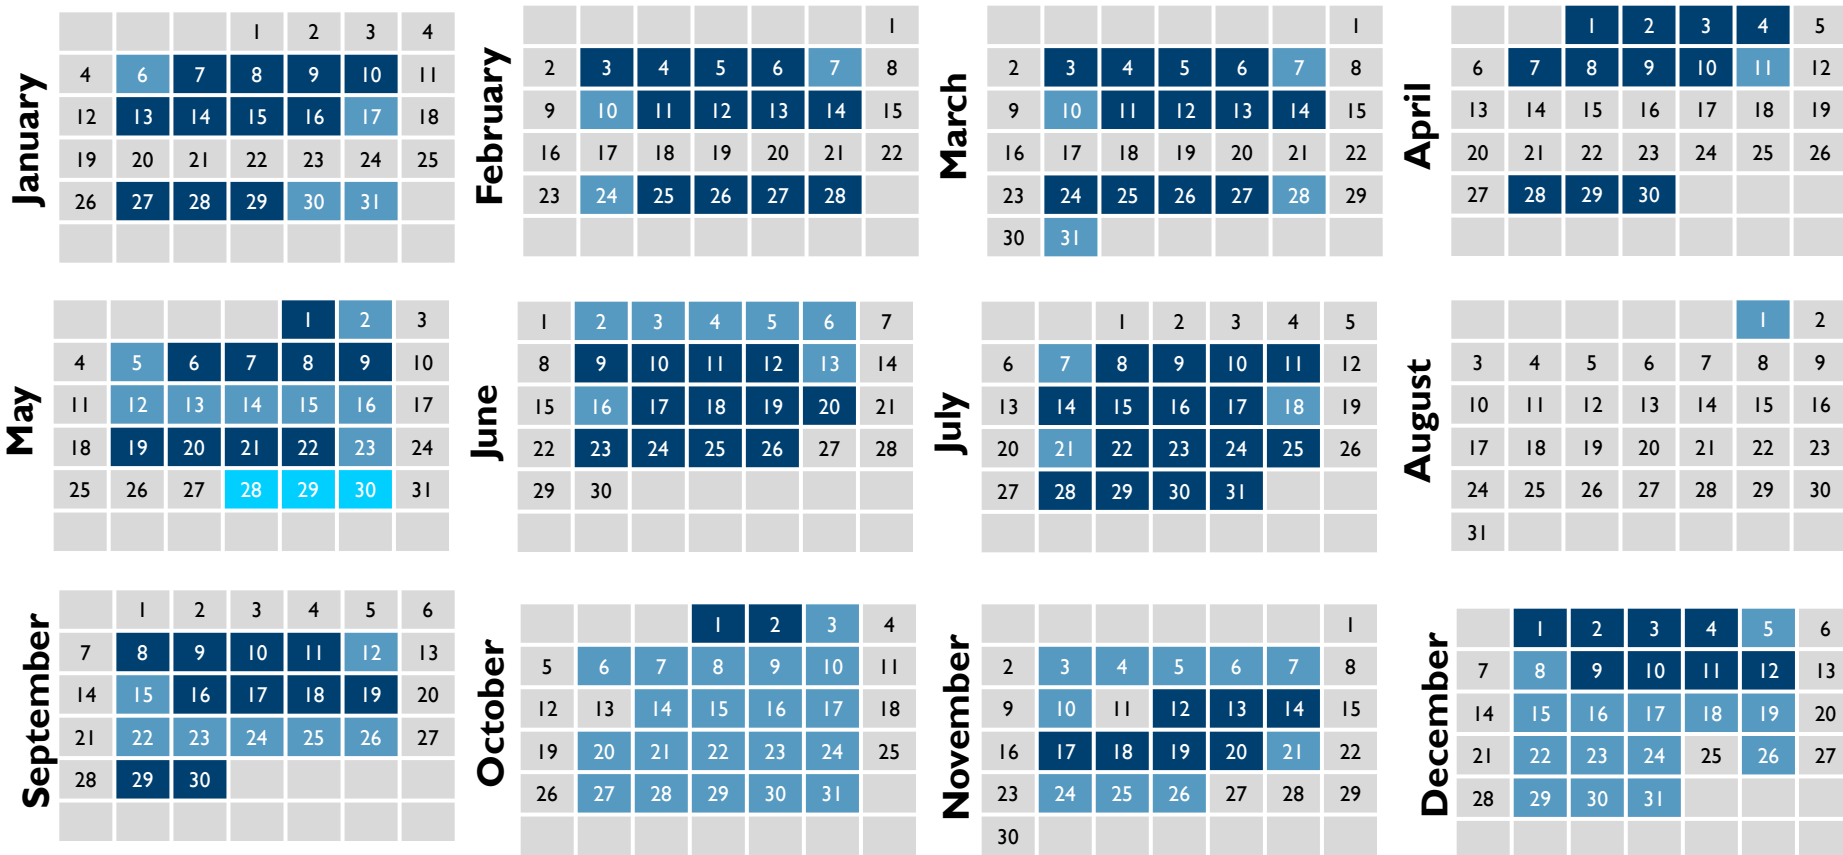 January
1 2 3 4
4 6 7 8 9 10 11
12 13 14 15 16 17 18
19 20 21 22 23 24 25
26 27 28 29 30 31
February
1
2 3 4 5 6 7 8
9 10 11 12 13 14 15
16 17 18 19 20 21 22
23 24 25 26 27 28
March
1
2 3 4 5 6 7 8
9 10 11 12 13 14 15
16 17 18 19 20 21 22
23 24 25 26 27 28 29
30 31
April
1 2 3 4 5
6 7 8 9 10 11 12
13 14 15 16 17 18 19
20 21 22 23 24 25 26
27 28 29 30
May
1 2 3
4 5 6 7 8 9 10
11 12 13 14 15 16 17
18 19 20 21 22 23 24
25 26 27 28 29 30 31
June
1 2 3 4 5 6 7
8 9 10 11 12 13 14
15 16 17 18 19 20 21
22 23 24 25 26 27 28
29 30
July
1 2 3 4 5
6 7 8 9 10 11 12
13 14 15 16 17 18 19
20 21 22 23 24 25 26
27 28 29 30 31
August
1 2
3 4 5 6 7 8 9
10 11 12 13 14 15 16
17 18 19 20 21 22 23
24 25 26 27 28 29 30
31
September
1 2 3 4 5 6
7 8 9 10 11 12 13
14 15 16 17 18 19 20
21 22 23 24 25 26 27
28 29 30
October
1 2 3 4
5 6 7 8 9 10 11
12 13 14 15 16 17 18
19 20 21 22 23 24 25
26 27 28 29 30 31
November
1
2 3 4 5 6 7 8
9 10 11 12 13 14 15
16 17 18 19 20 21 22
23 24 25 26 27 28 29
30
December
1 2 3 4 5 6
7 8 9 10 11 12 13
14 15 16 17 18 19 20
21 22 23 24 25 26 27
28 29 30 31